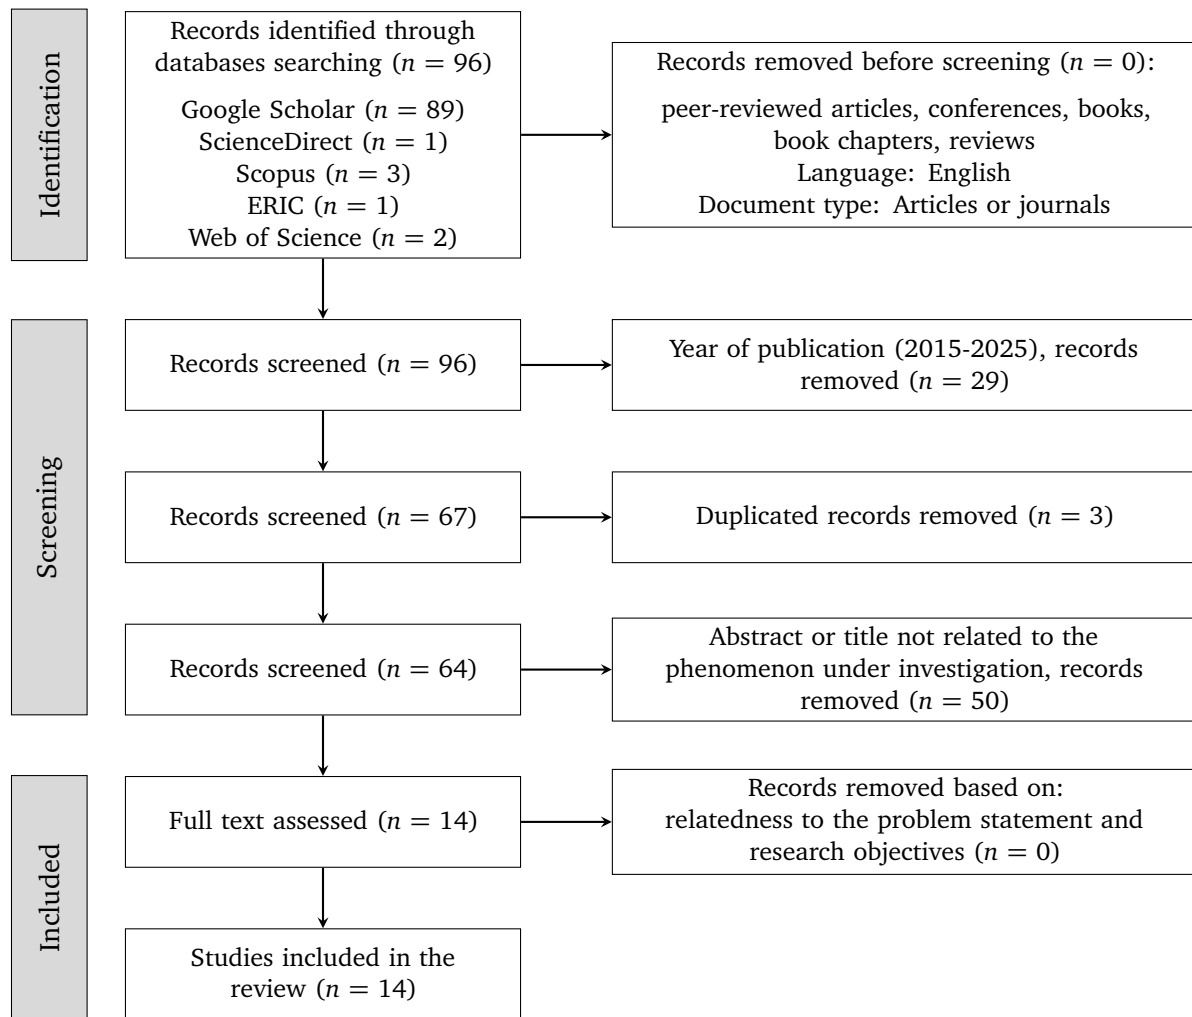 Identification
Records identified through
databases searching (n = 96)
Google Scholar (n = 89)
ScienceDirect (n = 1)
Scopus (n = 3)
ERIC (n = 1)
Web of Science (n = 2)
Records removed before screening (n = 0):
peer-reviewed articles, conferences, books,
book chapters, reviews
Language: English
Document type: Articles or journals
Screening
Records screened (n = 96)
Year of publication (2015-2025), records
removed (n = 29)
Records screened (n = 67)
Duplicated records removed (n = 3)
Records screened (n = 64)
Abstract or title not related to the
phenomenon under investigation, records
removed (n = 50)
Included
Full text assessed (n = 14)
Records removed based on:
relatedness to the problem statement and
research objectives (n = 0)
Studies included in the
review (n = 14)